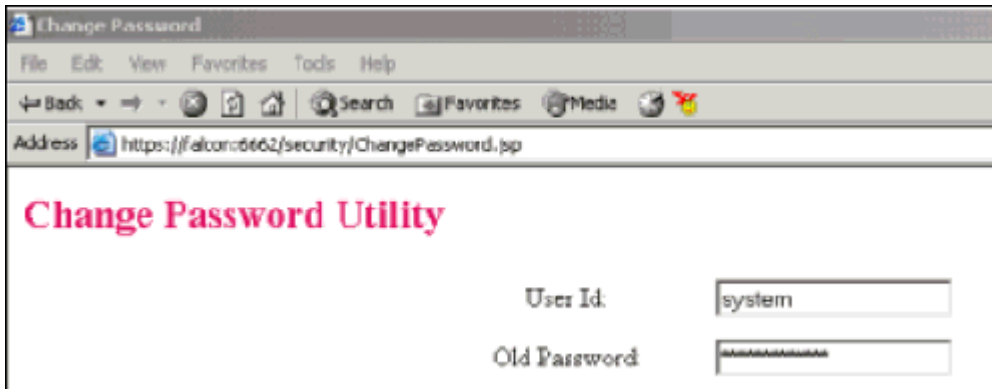 Change Password
File Edit View Favorites Tools Help
Back Search Favorites Media
Address https://falcon:6662/security/ChangePassword.jsp
Change Password Utility
User Id: system
Old Password ************